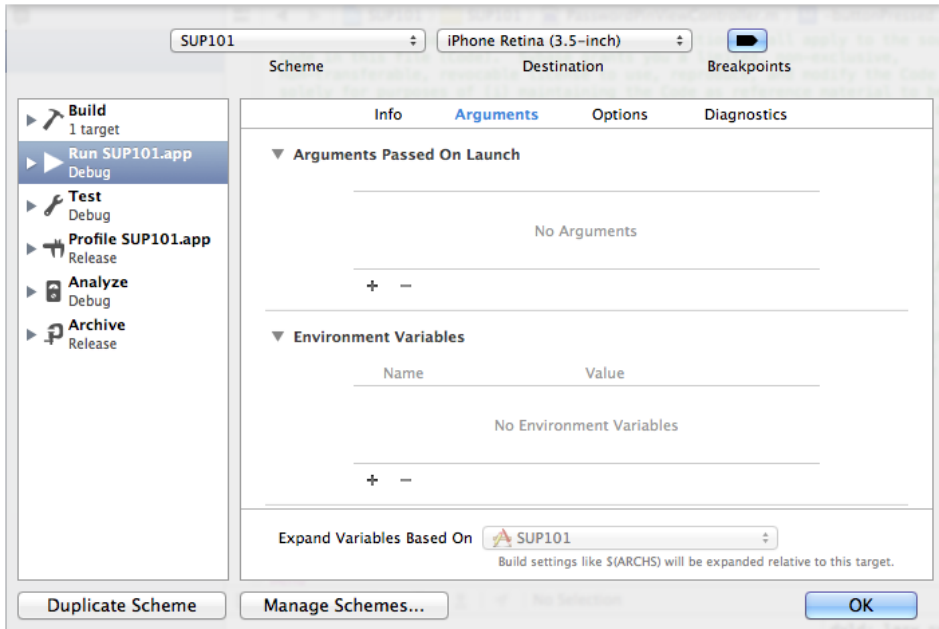 SUP101
iPhone Retina (3.5-inch)
Scheme
Destination
Breakpoints
Build
1 target
Run SUP101.app
Debug
Test
Debug
Profile SUP101.app
Release
Analyze
Debug
Archive
Release
Info
Arguments
Options
Diagnostics
Arguments Passed On Launch
No Arguments
Environment Variables
Name
Value
No Environment Variables
Expand Variables Based On
SUP101
Build settings like $(ARCHS) will be expanded relative to this target.
No Selection
Duplicate Scheme
Manage Schemes...
OK